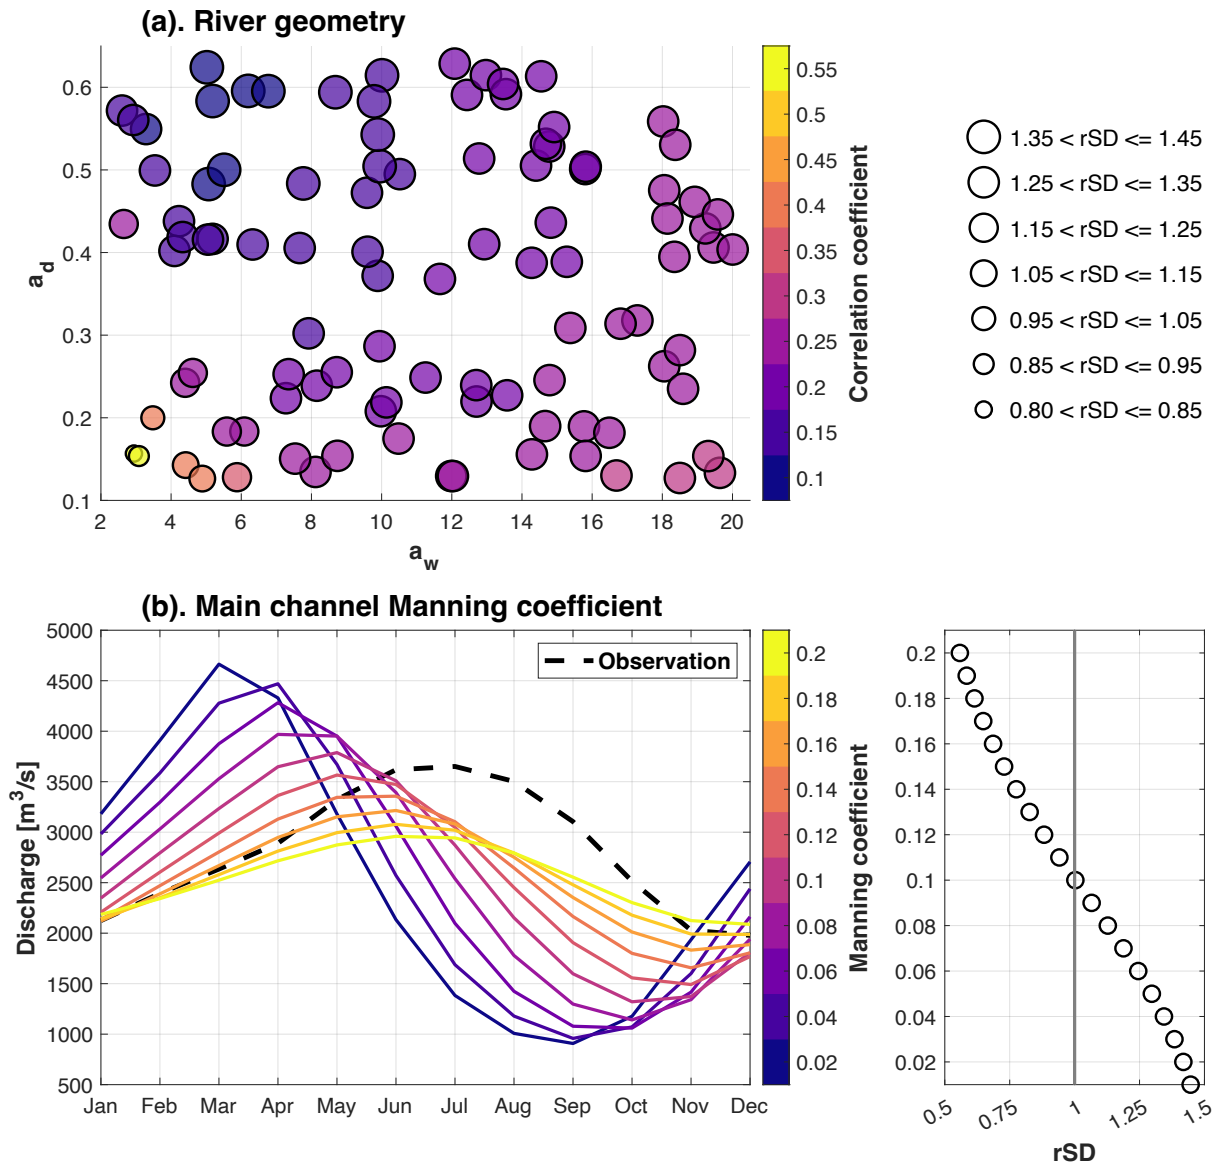 (a). River geometry
0.6
0.5
0.4
0.3
0.2
0.1
a_d
2 4 6 8 10 12 14 16 18 20
a_w
0.55
0.5
0.45
0.4
0.35
0.3
0.25
0.2
0.15
0.1
Correlation coefficient
1.35 < rSD <= 1.45
1.25 < rSD <= 1.35
1.15 < rSD <= 1.25
1.05 < rSD <= 1.15
0.95 < rSD <= 1.05
0.85 < rSD <= 0.95
0.80 < rSD <= 0.85
(b). Main channel Manning coefficient
5000
4500
4000
3500
3000
2500
2000
1500
1000
500
Discharge [m³/s]
Jan Feb Mar Apr May Jun Jul Aug Sep Oct Nov Dec
Observation
0.2
0.18
0.16
0.14
0.12
0.1
0.08
0.06
0.04
0.02
Manning coefficient
0.2
0.18
0.16
0.14
0.12
0.1
0.08
0.06
0.04
0.02
0.5 0.75 1 1.25 1.5
rSD